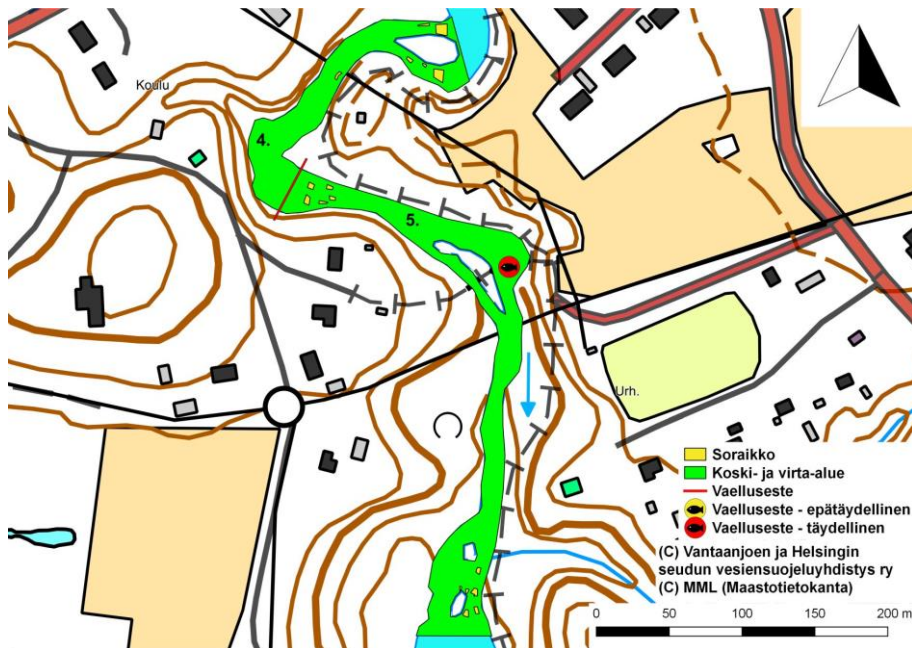 Koulu
4.
5.
Urh.
Soraikko
Koski- ja virta-alue
Vaelluseste
Vaelluseste - epätäydellinen
Vaelluseste - täydellinen
(C) Vantaanjoen ja Helsingin
seudun vesiensuojeluyhdistys ry
(C) MML (Maastotietokanta)
0 50 100 150 200 m